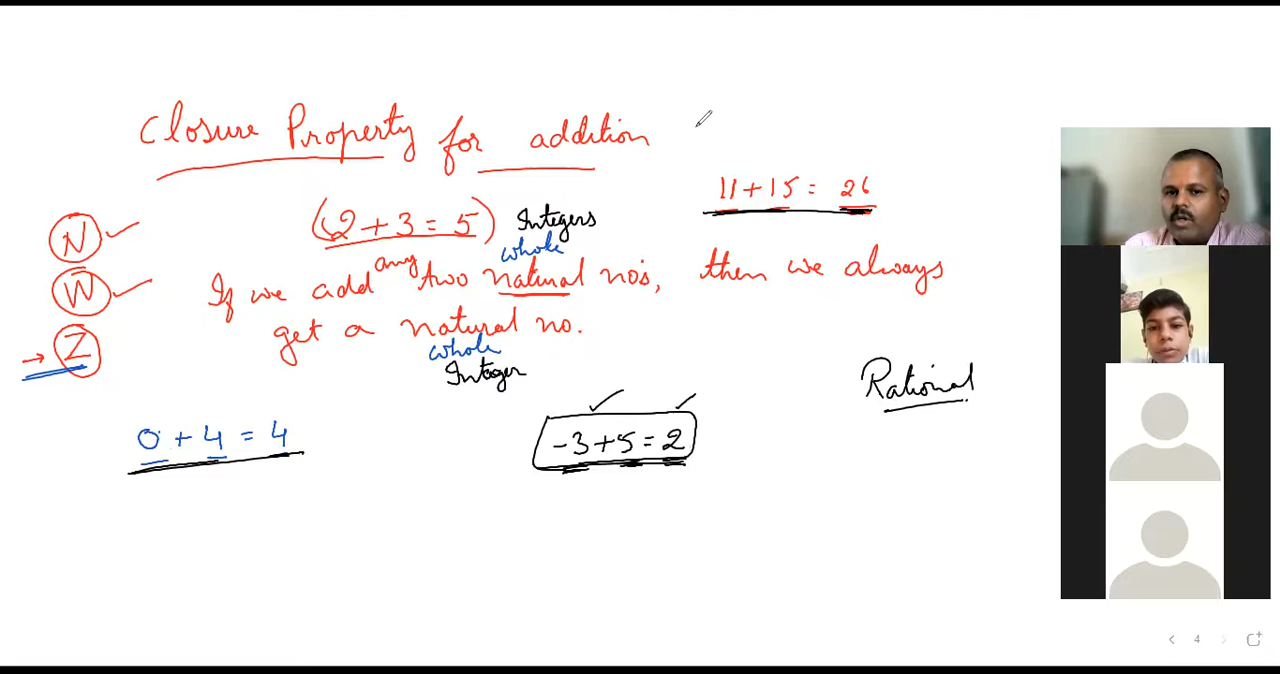 Closure Property for addition
11 + 15 = 26
(2 + 3 = 5) Integers
N
whole
any
If we add two natural no's, then we always
W
get a natural no.
whole
Z
Integer
Rational
0 + 4 = 4
-3 + 5 = 2
4